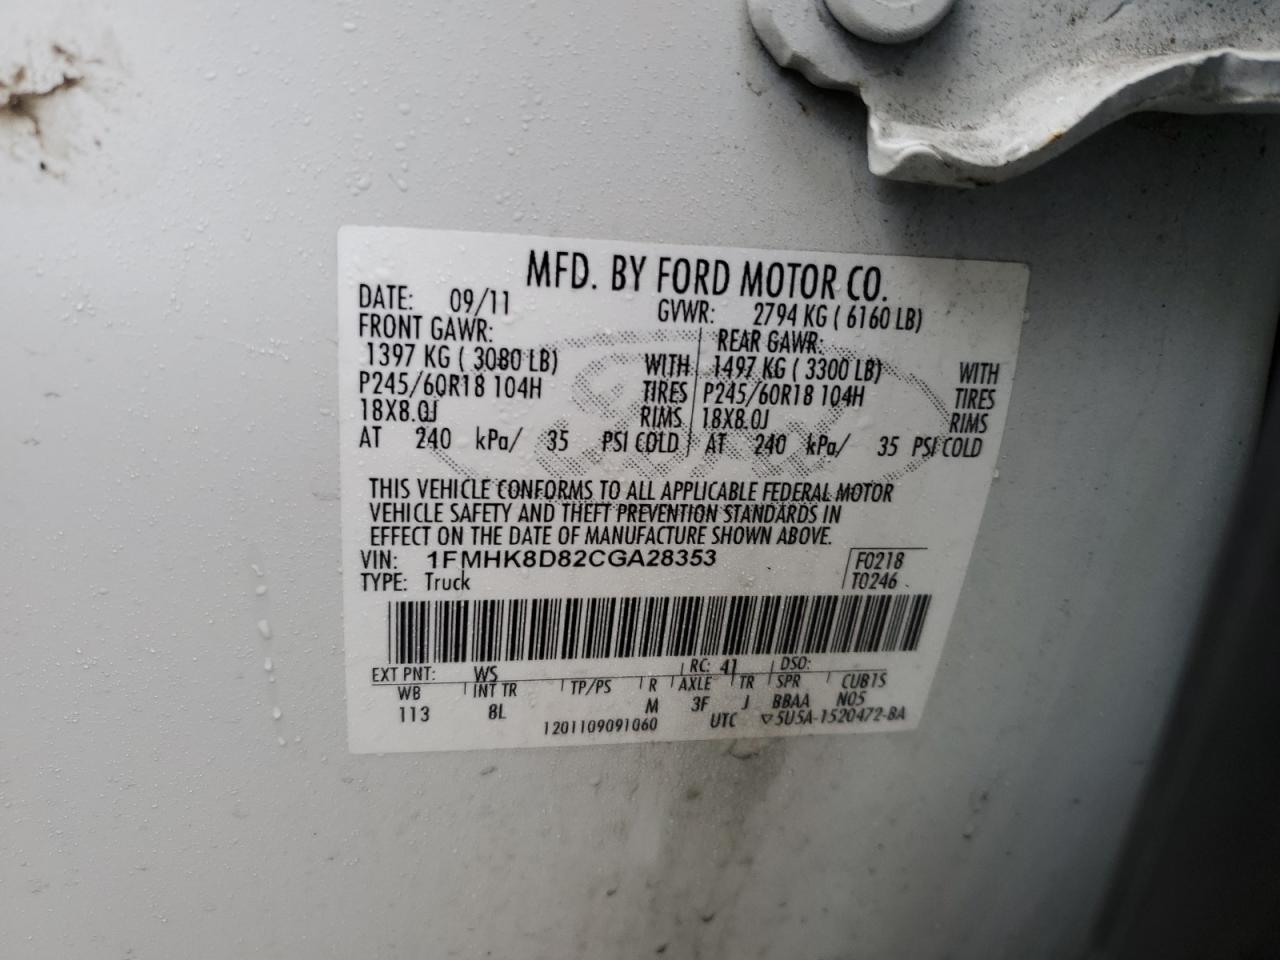 MFD. BY FORD MOTOR CO.
DATE: 09/11 GVWR: 2794 KG ( 6160 LB)
FRONT GAWR: REAR GAWR:
1397 KG ( 3080 LB) WITH 1497 KG ( 3300 LB) WITH
P245/60R18 104H TIRES P245/60R18 104H TIRES
18X8.0J RIMS 18X8.0J RIMS
AT 240 kPa/ 35 PSI COLD AT 240 kPa/ 35 PSI COLD
THIS VEHICLE CONFORMS TO ALL APPLICABLE FEDERAL MOTOR
VEHICLE SAFETY AND THEFT PREVENTION STANDARDS IN
EFFECT ON THE DATE OF MANUFACTURE SHOWN ABOVE.
VIN: 1FMHK8D82CGA28353 F0218
TYPE: Truck T0246
EXT PNT: WS RC: 41 DSO:
WB INT TR TP/PS R AXLE TR SPR CUB1S
113 8L M 3F J BBAA N05
1201109091060 UTC ▽5U5A-1520472-BA